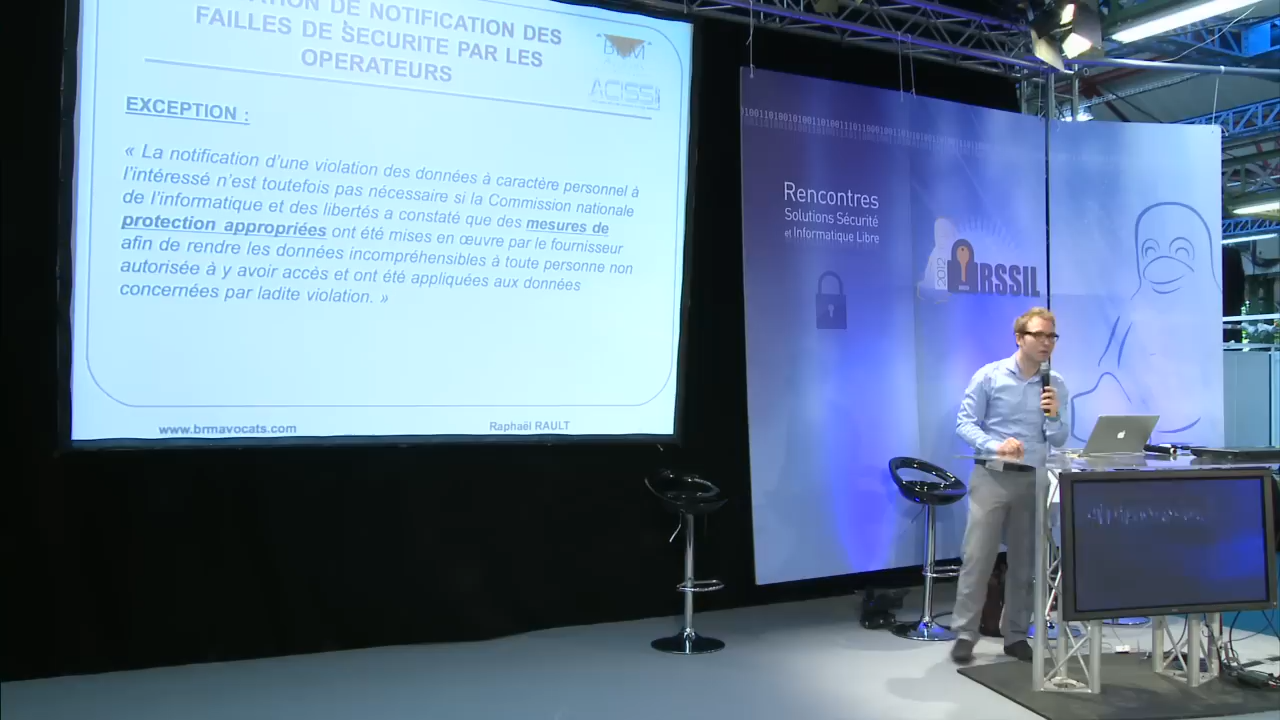 DE NOTIFICATION DES
FAILLES DE SECURITE PAR LES
OPERATEURS
ACISSI
EXCEPTION :
« La notification d'une violation des données à caractère personnel à
l'intéressé n'est toutefois pas nécessaire si la Commission nationale
de l'informatique et des libertés a constaté que des mesures de
protection appropriées ont été mises en œuvre par le fournisseur
afin de rendre les données incompréhensibles à toute personne non
autorisée à y avoir accès et ont été appliquées aux données
concernées par ladite violation. »
www.brmavocats.com
Raphaël RAULT
Rencontres
Solutions Sécurité
et Informatique Libre
2012
RSSIL